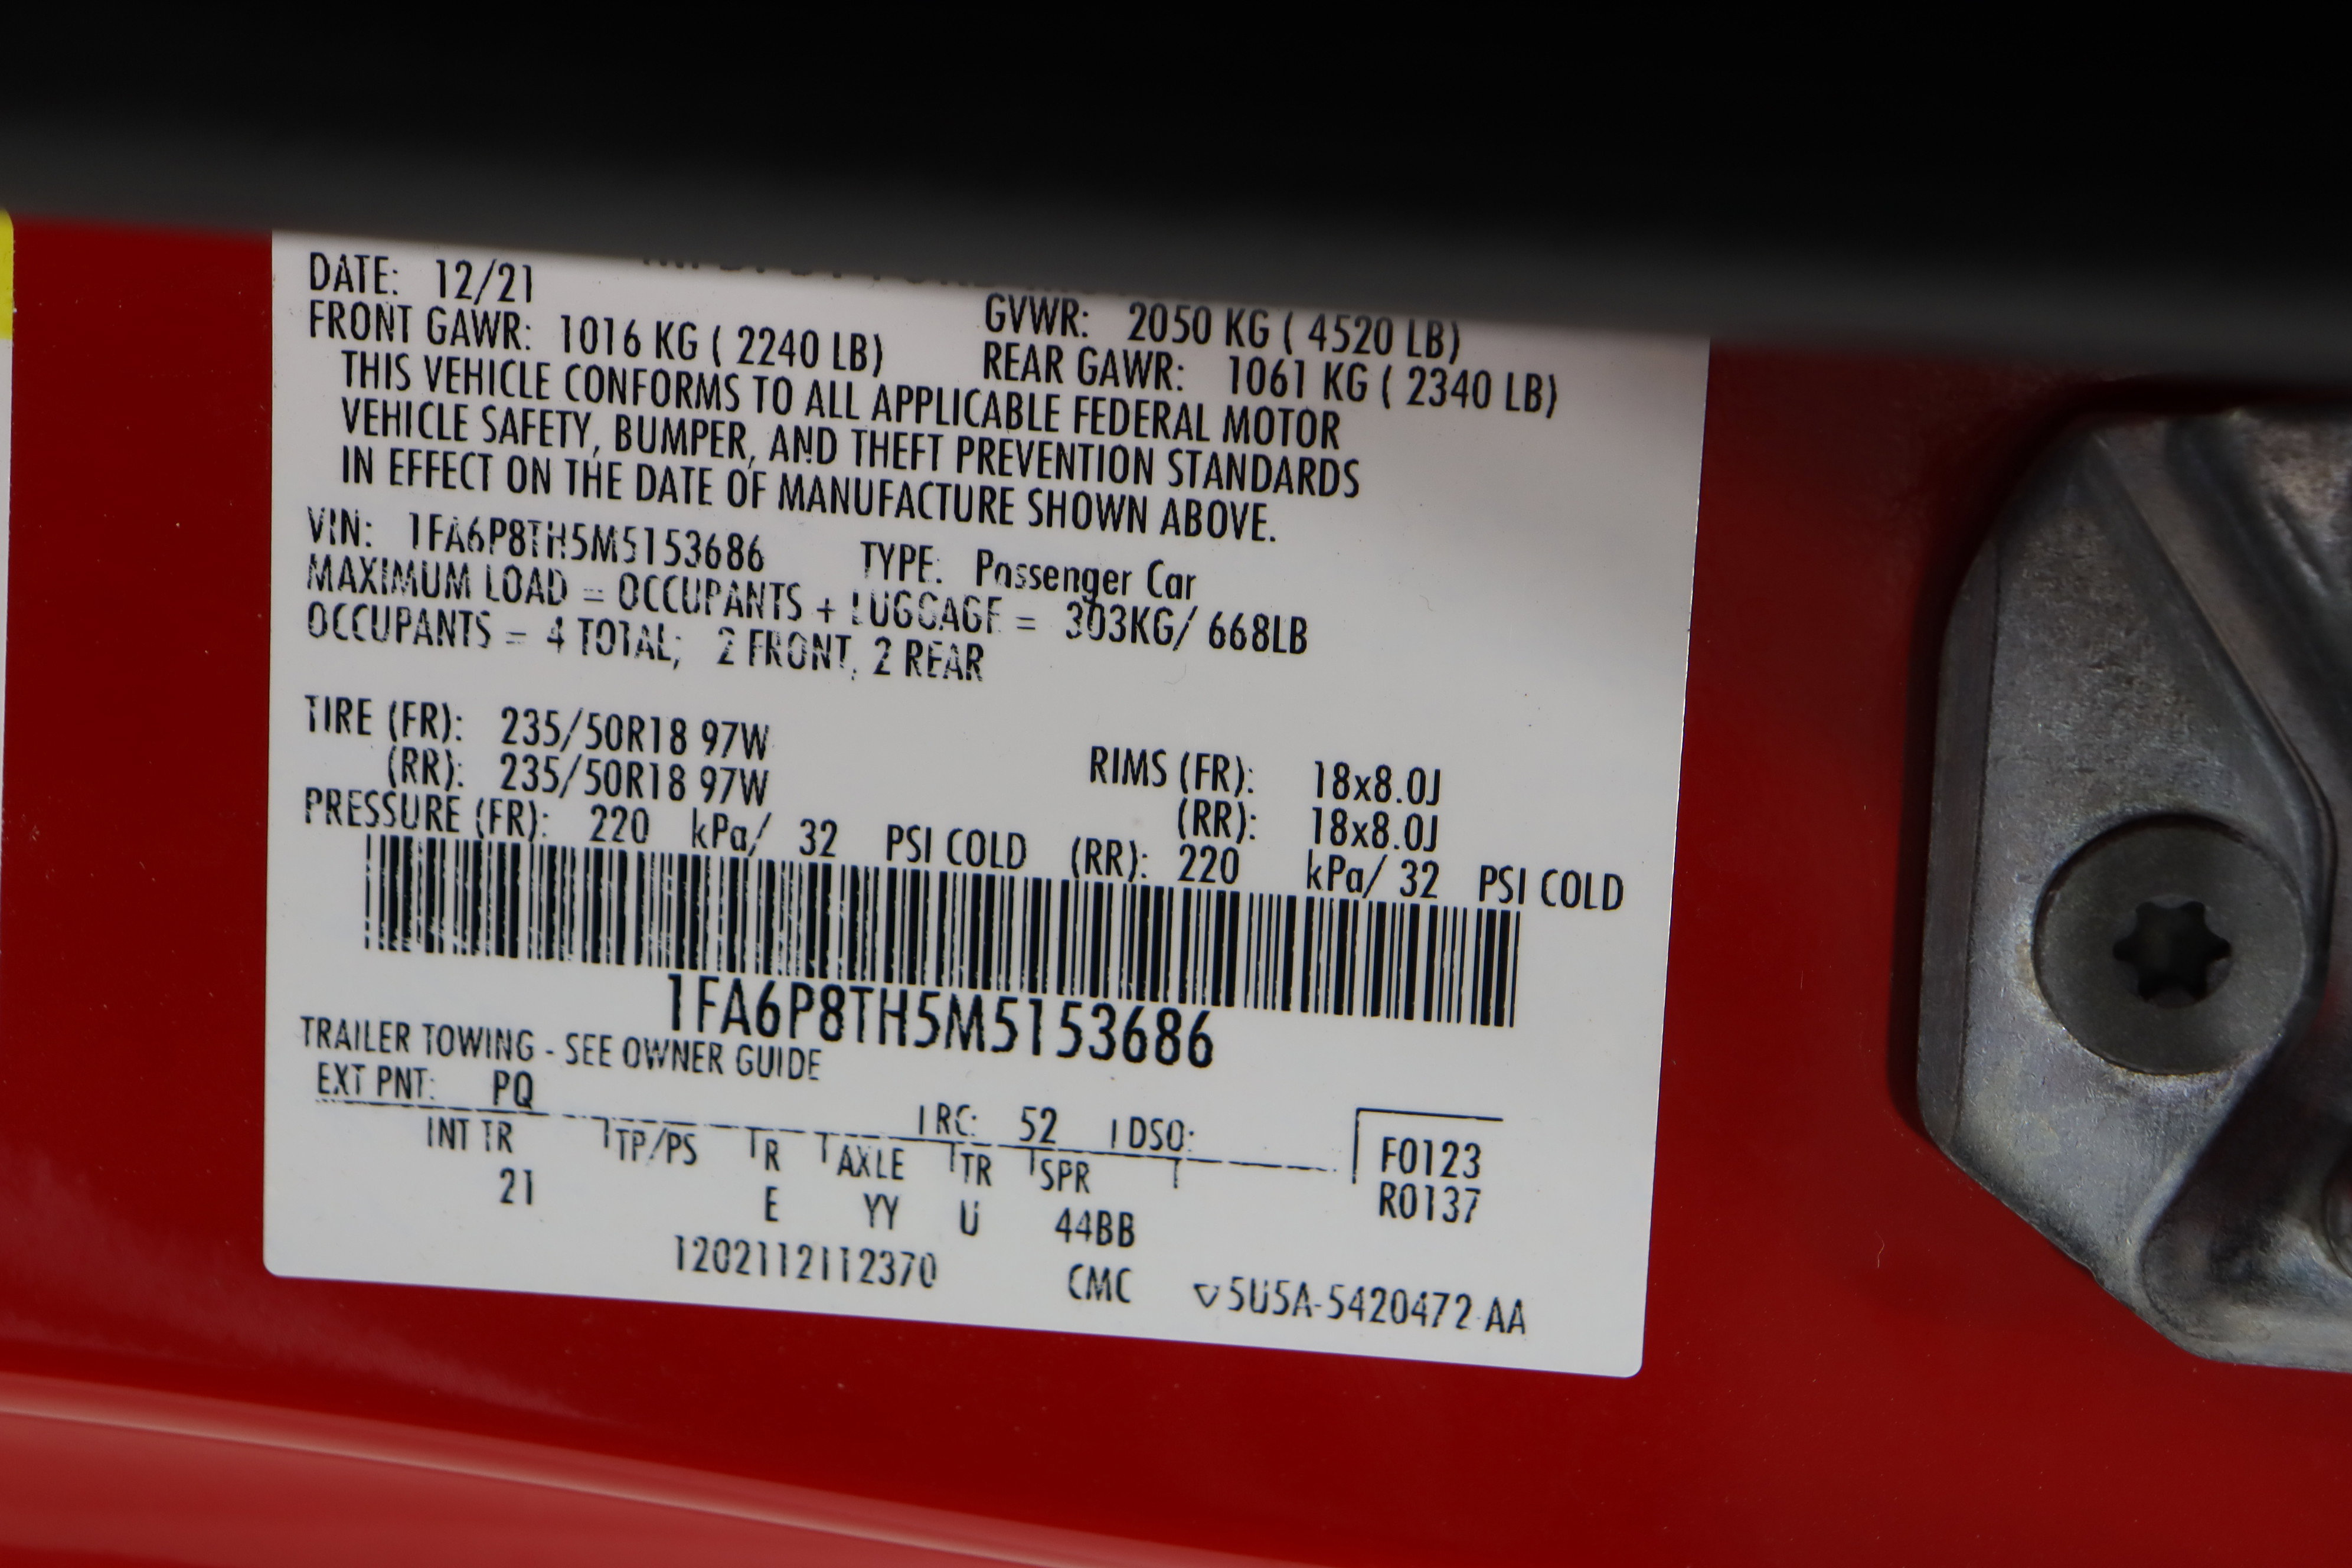 DATE: 12/21
GVWR: 2050 KG ( 4520 LB)
FRONT GAWR: 1016 KG ( 2240 LB)
REAR GAWR: 1061 KG ( 2340 LB)
THIS VEHICLE CONFORMS TO ALL APPLICABLE FEDERAL MOTOR
VEHICLE SAFETY, BUMPER, AND THEFT PREVENTION STANDARDS
IN EFFECT ON THE DATE OF MANUFACTURE SHOWN ABOVE.
VIN: 1FA6P8TH5M5153686 TYPE: Passenger Car
MAXIMUM LOAD = OCCUPANTS + LUGGAGE = 303KG/ 668LB
OCCUPANTS = 4 TOTAL; 2 FRONT, 2 REAR
TIRE (FR): 235/50R18 97W RIMS (FR): 18x8.0J
(RR): 235/50R18 97W (RR): 18x8.0J
PRESSURE (FR): 220 kPa/ 32 PSI COLD (RR): 220 kPa/ 32 PSI COLD
1FA6P8TH5M5153686
TRAILER TOWING - SEE OWNER GUIDE
EXT PNT: PQ RC: 52 DSO:
INT TR TP/PS R AXLE TR SPR F0123
21 E YY U 44BB R0137
1202112112370 CMC ▽5U5A-5420472-AA